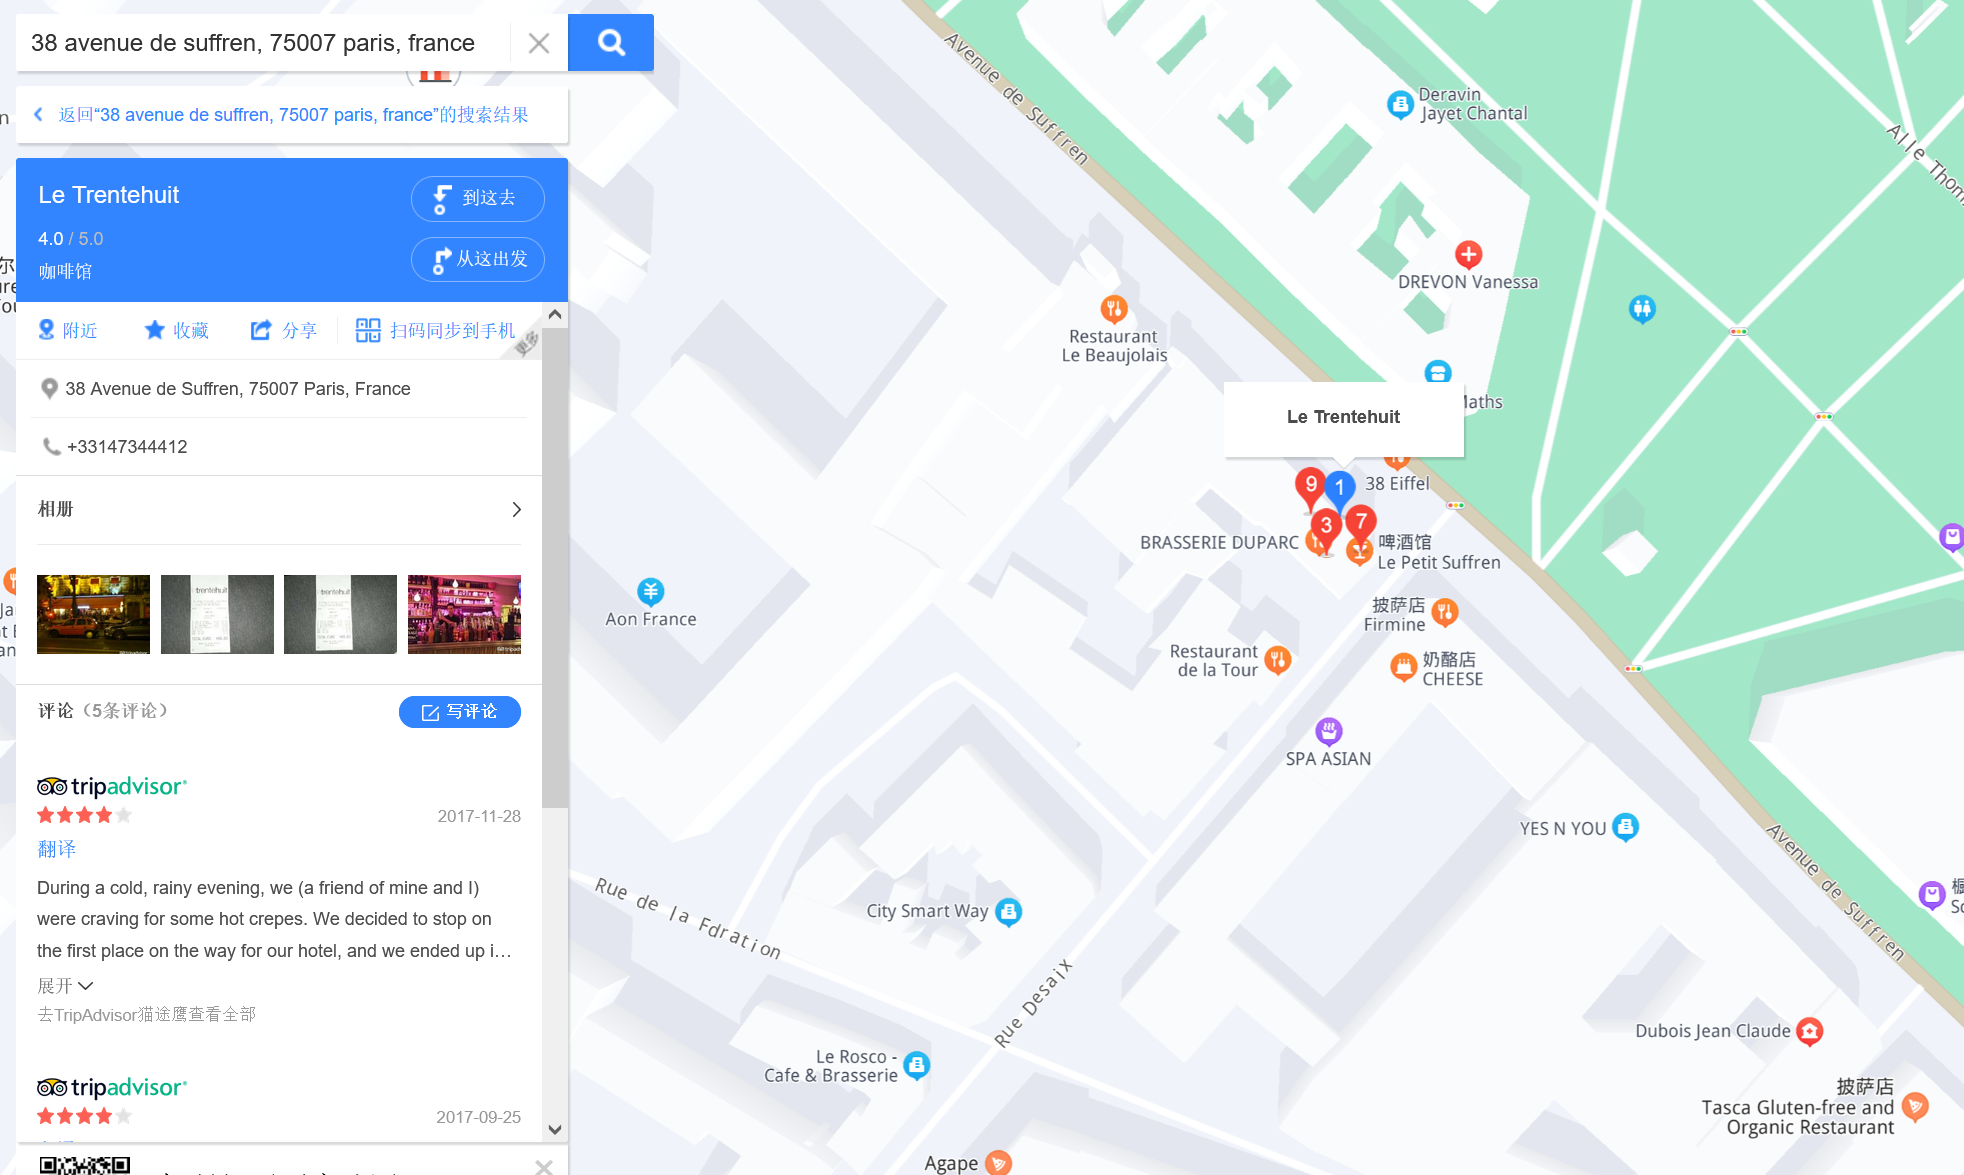 38 avenue de suffren, 75007 paris, france
返回“38 avenue de suffren, 75007 paris, france”的搜索结果
Le Trentehuit
到这去
4.0 / 5.0
咖啡馆
从这出发
附近
收藏
分享
扫码同步到手机
更多
38 Avenue de Suffren, 75007 Paris, France
+33147344412
相册
trentehuit
trentehuit
评论（5条评论）
写评论
tripadvisor
2017-11-28
翻译
During a cold, rainy evening, we (a friend of mine and I)
were craving for some hot crepes. We decided to stop on
the first place on the way for our hotel, and we ended up i...
展开
去TripAdvisor猫途鹰查看全部
tripadvisor
2017-09-25
Avenue de Suffren
Deravin
Jayet Chantal
Alle Thom
DREVON Vanessa
Restaurant
Le Beaujolais
Maths
Le Trentehuit
38 Eiffel
9
1
3
7
BRASSERIE DUPARC
啤酒馆
Le Petit Suffren
Aon France
披萨店
Firmine
Restaurant
de la Tour
奶酪店
CHEESE
SPA ASIAN
YES N YOU
Avenue de Suffren
Rue de la Fdration
City Smart Way
Rue Desaix
Dubois Jean Claude
Le Rosco -
Cafe & Brasserie
披萨店
Tasca Gluten-free and
Organic Restaurant
Agape